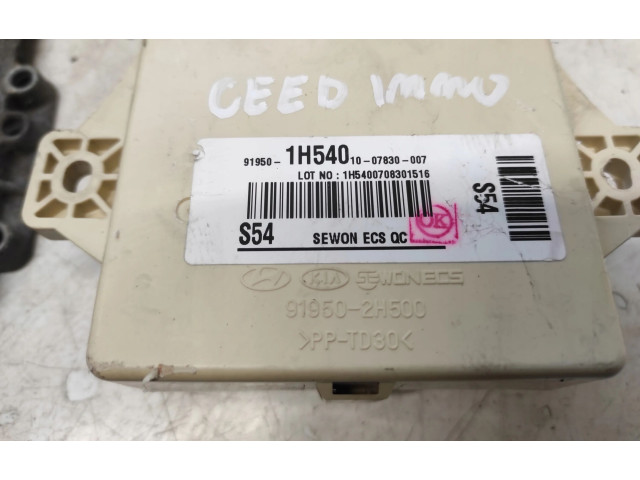 CEED IMMO
91950- 1H540 10-07830-007
LOT NO : 1H5400708301516
S54 SEWON ECS QC OK
S54
KIA SEWONECS
91950-2H500
>PP-TD30<